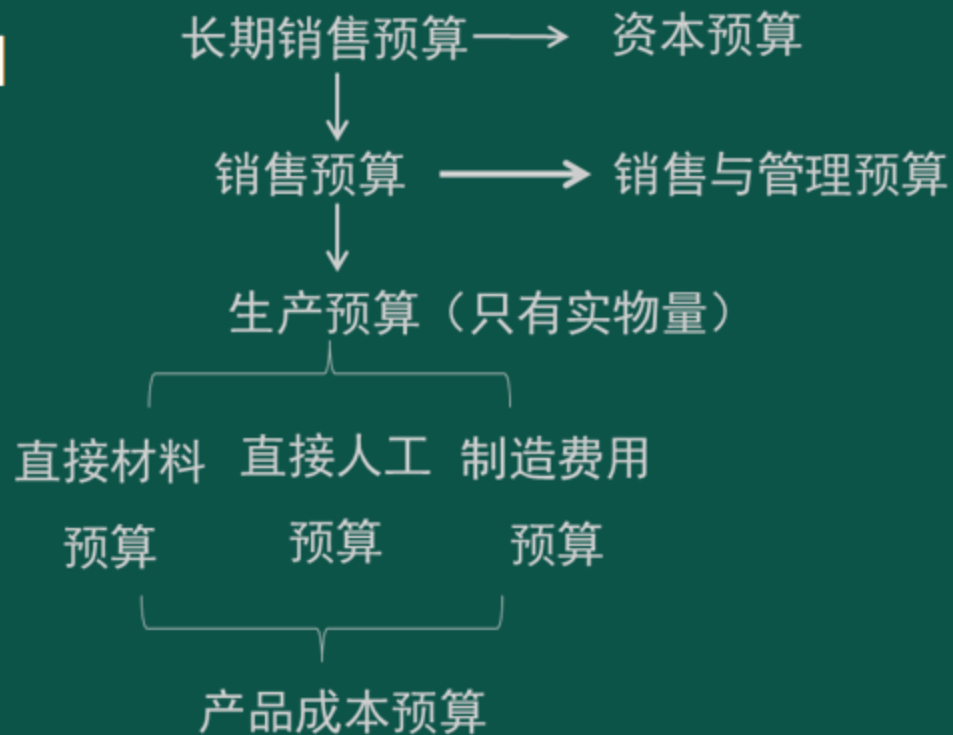 长期销售预算 资本预算
销售预算 销售与管理预算
生产预算（只有实物量）
直接材料 直接人工 制造费用
预算 预算 预算
产品成本预算